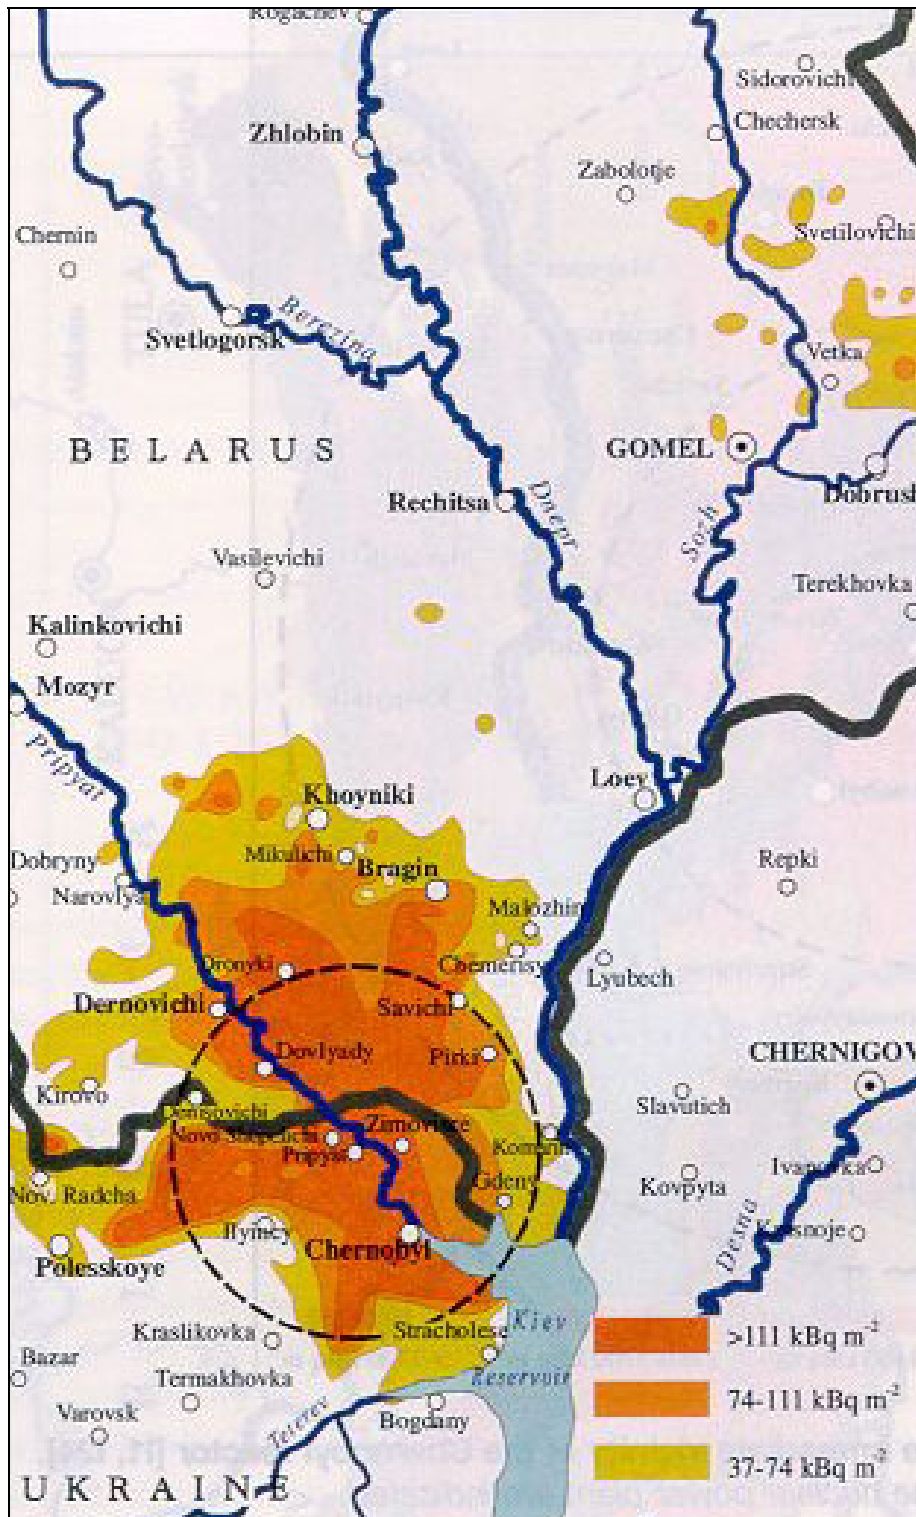 Rogachev
Sidorovichi
Chechersk
Zhlobin
Zabolotje
Chernin
Svetilovichi
Berezina
Svetlogorsk
Vetka
BELARUS
GOMEL
Dobrush
Rechitsa
Dnepr
Sozh
Vasilevichi
Terekhovka
Kalinkovichi
Mozyr
Pripyat
Loev
Khoyniki
Mikulichi
Bragin
Dobryny
Narovlya
Repki
Malozhin
Chemerisy
Dronyki
Lyubech
Dernovichi
Savichi
Dovlyady
Pirki
CHERNIGOV
Kirovo
Denisovichi
Slavutich
Novo Shepelichi
Zimovisce
Pripyat
Komarin
Ivanovka
Nov. Radcha
Gdeny
Kovpyta
Ilyincy
Krasnoje
Desna
Chernobyl
Polesskoye
Kraslikovka
Stracholese
Kiev
Reservoir
>111 kBq m-2
Bazar
Termakhovka
74-111 kBq m-2
Varovsk
Teterev
Bogdany
37-74 kBq m-2
UKRAINE